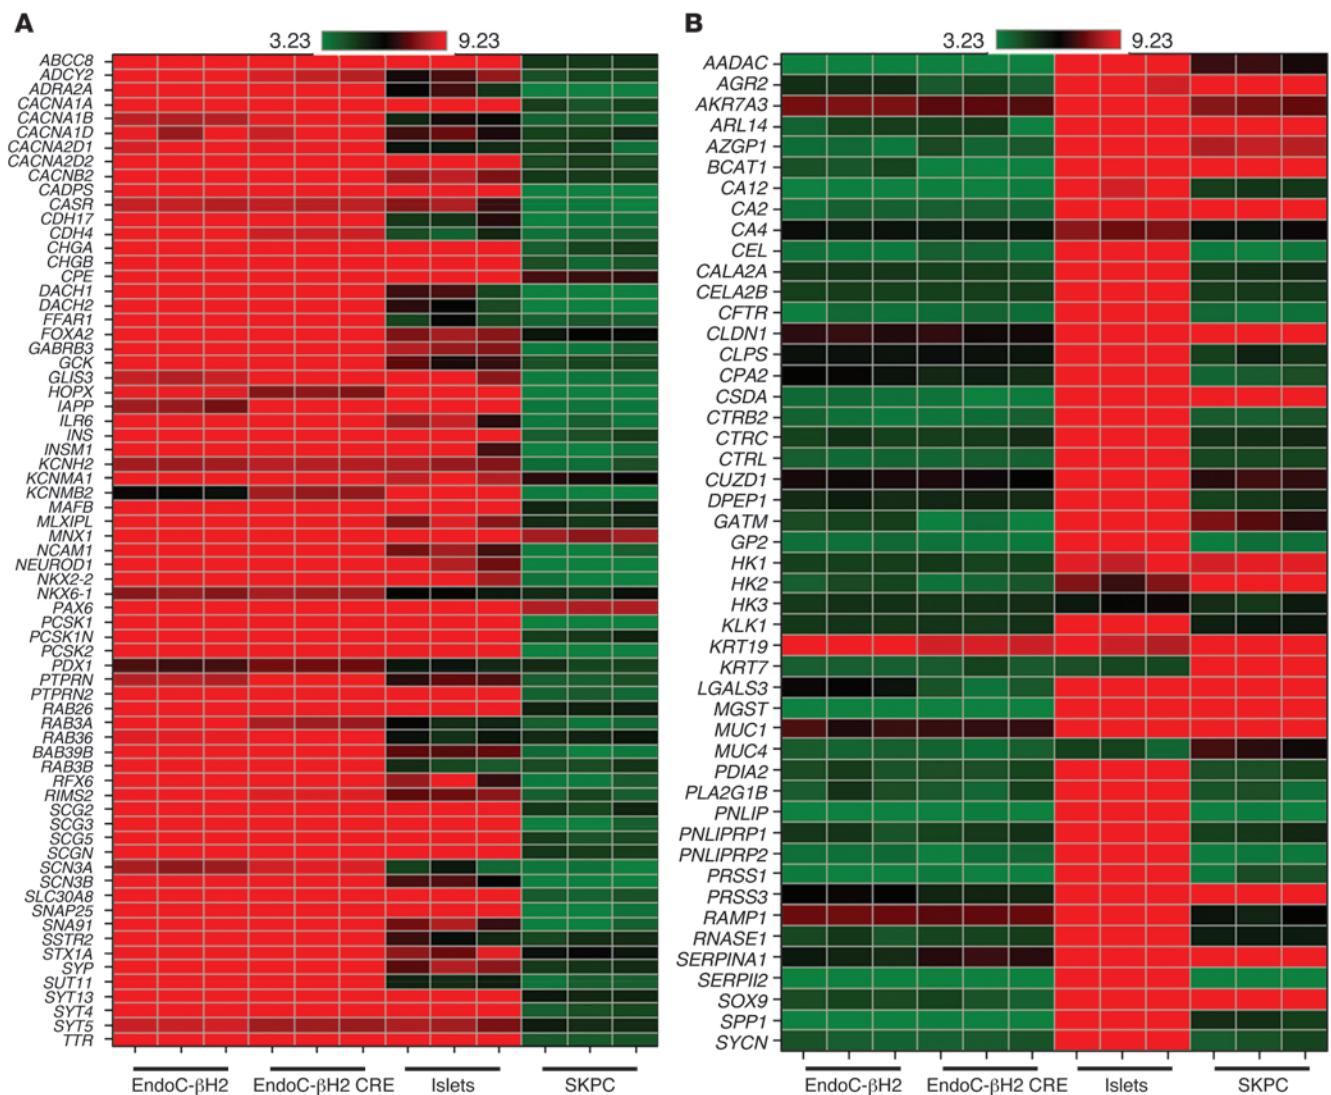 A
3.23 9.23
ABCC8
ADCY2
ADRA2A
CACNA1A
CACNA1B
CACNA1D
CACNA2D1
CACNA2D2
CACNB2
CADPS
CASR
CDH17
CDH4
CHGA
CHGB
CPE
DACH1
DACH2
FFAR1
FOXA2
GABRB3
GCK
GLIS3
HOPX
IAPP
ILR6
INS
INSM1
KCNH2
KCNMA1
KCNMB2
MAFB
MLXIPL
MNX1
NCAM1
NEUROD1
NKX2-2
NKX6-1
PAX6
PCSK1
PCSK1N
PCSK2
PDX1
PTPRN
PTPRN2
RAB26
RAB3A
RAB36
BAB39B
RAB3B
RFX6
RIMS2
SCG2
SCG3
SCG5
SCGN
SCN3A
SCN3B
SLC30A8
SNAP25
SNA91
SSTR2
STX1A
SYP
SUT11
SYT13
SYT4
SYT5
TTR
EndoC-βH2 EndoC-βH2 CRE Islets SKPC
B
3.23 9.23
AADAC
AGR2
AKR7A3
ARL14
AZGP1
BCAT1
CA12
CA2
CA4
CEL
CALA2A
CELA2B
CFTR
CLDN1
CLPS
CPA2
CSDA
CTRB2
CTRC
CTRL
CUZD1
DPEP1
GATM
GP2
HK1
HK2
HK3
KLK1
KRT19
KRT7
LGALS3
MGST
MUC1
MUC4
PDIA2
PLA2G1B
PNLIP
PNLIPRP1
PNLIPRP2
PRSS1
PRSS3
RAMP1
RNASE1
SERPINA1
SERPII2
SOX9
SPP1
SYCN
EndoC-βH2 EndoC-βH2 CRE Islets SKPC